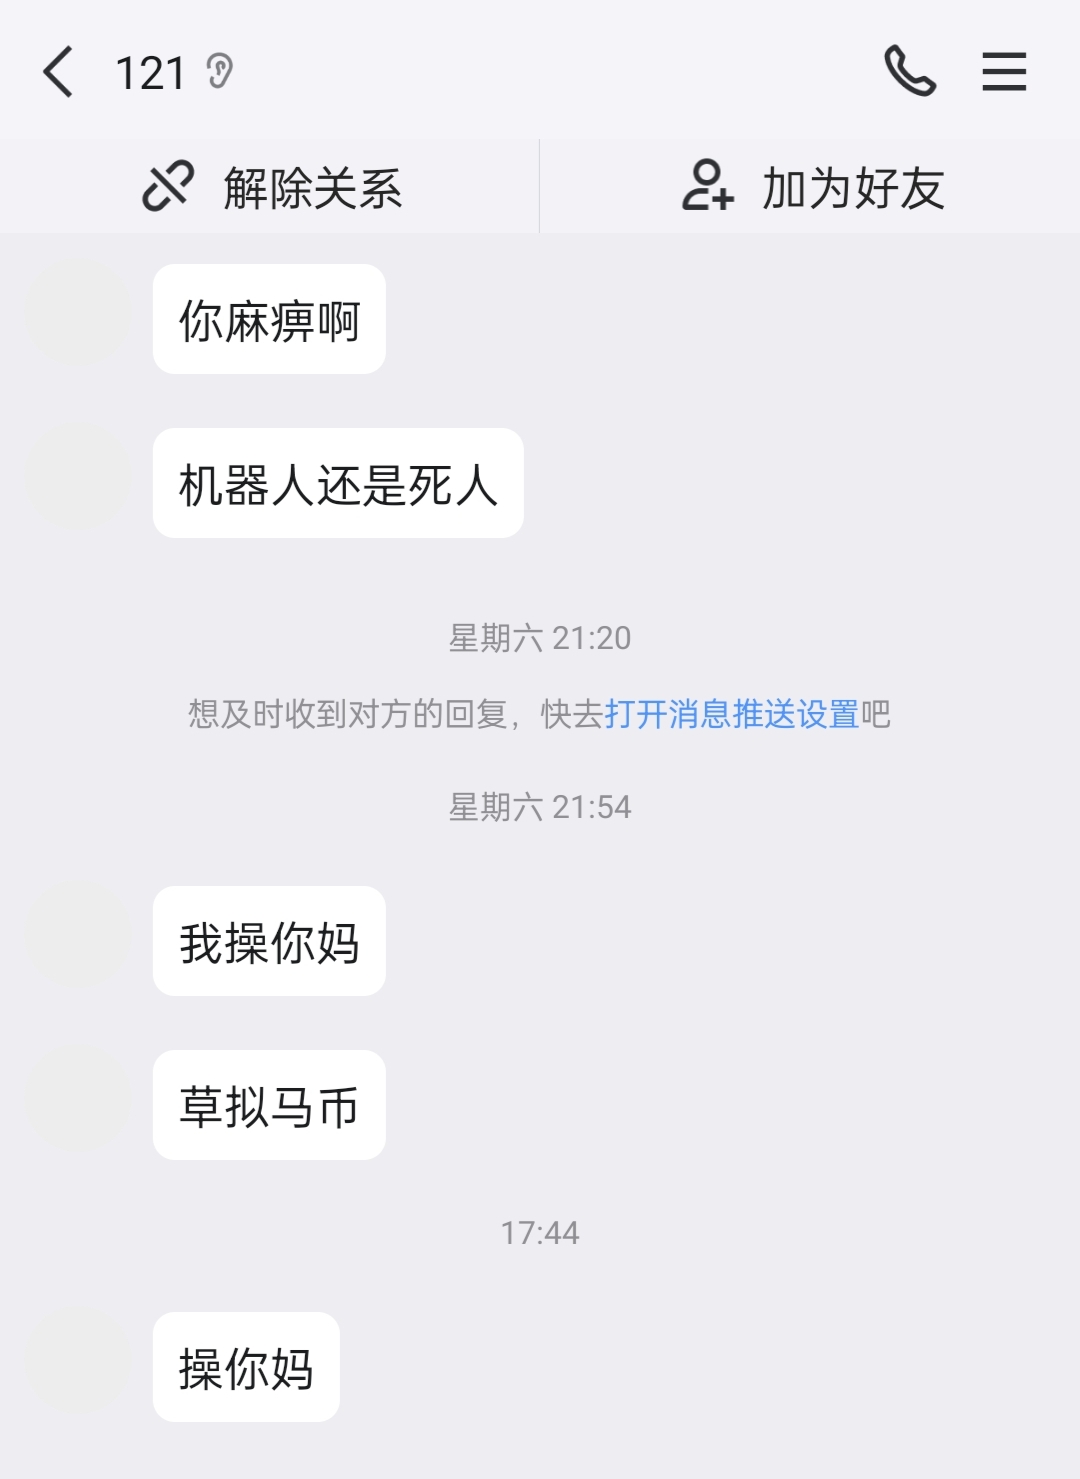 121
解除关系
加为好友
你麻痹啊
机器人还是死人
星期六 21:20
想及时收到对方的回复，快去打开消息推送设置吧
星期六 21:54
我操你妈
草拟马币
17:44
操你妈